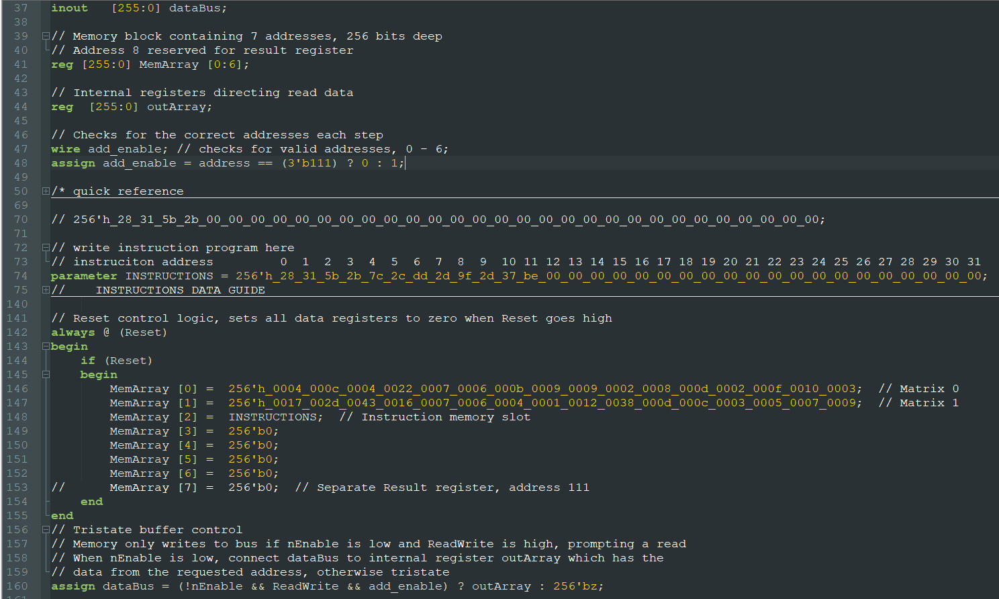 37 inout   [255:0] dataBus;
38
39 // Memory block containing 7 addresses, 256 bits deep
40 // Address 8 reserved for result register
41 reg [255:0] MemArray [0:6];
42
43 // Internal registers directing read data
44 reg  [255:0] outArray;
45
46 // Checks for the correct addresses each step
47 wire add_enable; // checks for valid addresses, 0 - 6;
48 assign add_enable = address == (3'b111) ? 0 : 1;
49
50 /* quick reference
69
70 // 256'h_28_31_5b_2b_00_00_00_00_00_00_00_00_00_00_00_00_00_00_00_00_00_00_00_00_00_00_00_00_00_00_00_00;
71
72 // write instruction program here
73 // instruciton address         0  1  2  3  4  5  6  7  8  9  10 11 12 13 14 15 16 17 18 19 20 21 22 23 24 25 26 27 28 29 30 31
74 parameter INSTRUCTIONS = 256'h_28_31_5b_2b_7c_2c_dd_2d_9f_2d_37_be_00_00_00_00_00_00_00_00_00_00_00_00_00_00_00_00_00_00_00_00;
75 //    INSTRUCTIONS DATA GUIDE
140
141 // Reset control logic, sets all data registers to zero when Reset goes high
142 always @ (Reset)
143 begin
144     if (Reset)
145     begin
146         MemArray [0] =  256'h_0004_000c_0004_0022_0007_0006_000b_0009_0009_0002_0008_000d_0002_000f_0010_0003;  // Matrix 0
147         MemArray [1] =  256'h_0017_002d_0043_0016_0007_0006_0004_0001_0012_0038_000d_000c_0003_0005_0007_0009;  // Matrix 1
148         MemArray [2] =  INSTRUCTIONS;  // Instruction memory slot
149         MemArray [3] =  256'b0;
150         MemArray [4] =  256'b0;
151         MemArray [5] =  256'b0;
152         MemArray [6] =  256'b0;
153 //      MemArray [7] =  256'b0;  // Separate Result register, address 111
154     end
155 end
156 // Tristate buffer control
157 // Memory only writes to bus if nEnable is low and ReadWrite is high, prompting a read
158 // When nEnable is low, connect dataBus to internal register outArray which has the
159 // data from the requested address, otherwise tristate
160 assign dataBus = (!nEnable && ReadWrite && add_enable) ? outArray : 256'bz;